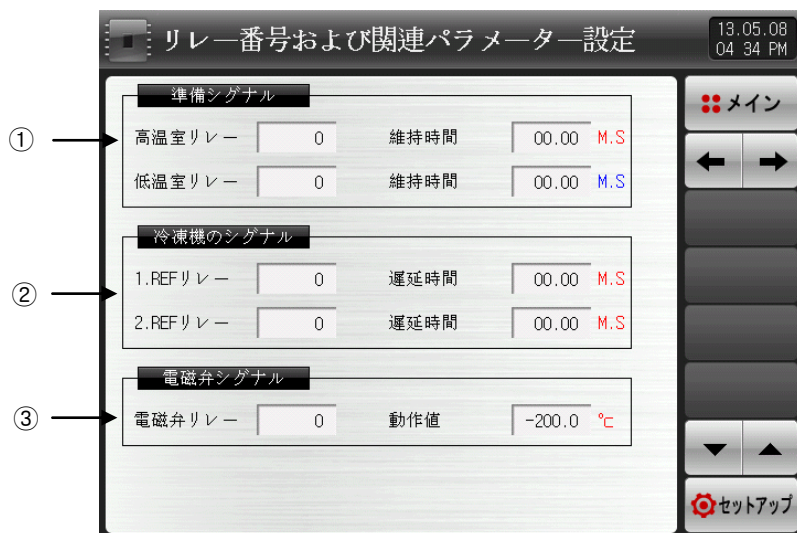 リレー番号および関連パラメーター設定
13.05.08
04 34 PM
準備シグナル
メイン
① 高温室リレー 0 維持時間 00.00 M.S
低温室リレー 0 維持時間 00.00 M.S
冷凍機のシグナル
② 1.REFリレー 0 遅延時間 00.00 M.S
2.REFリレー 0 遅延時間 00.00 M.S
電磁弁シグナル
③ 電磁弁リレー 0 動作値 -200.0 ℃
セットアップ